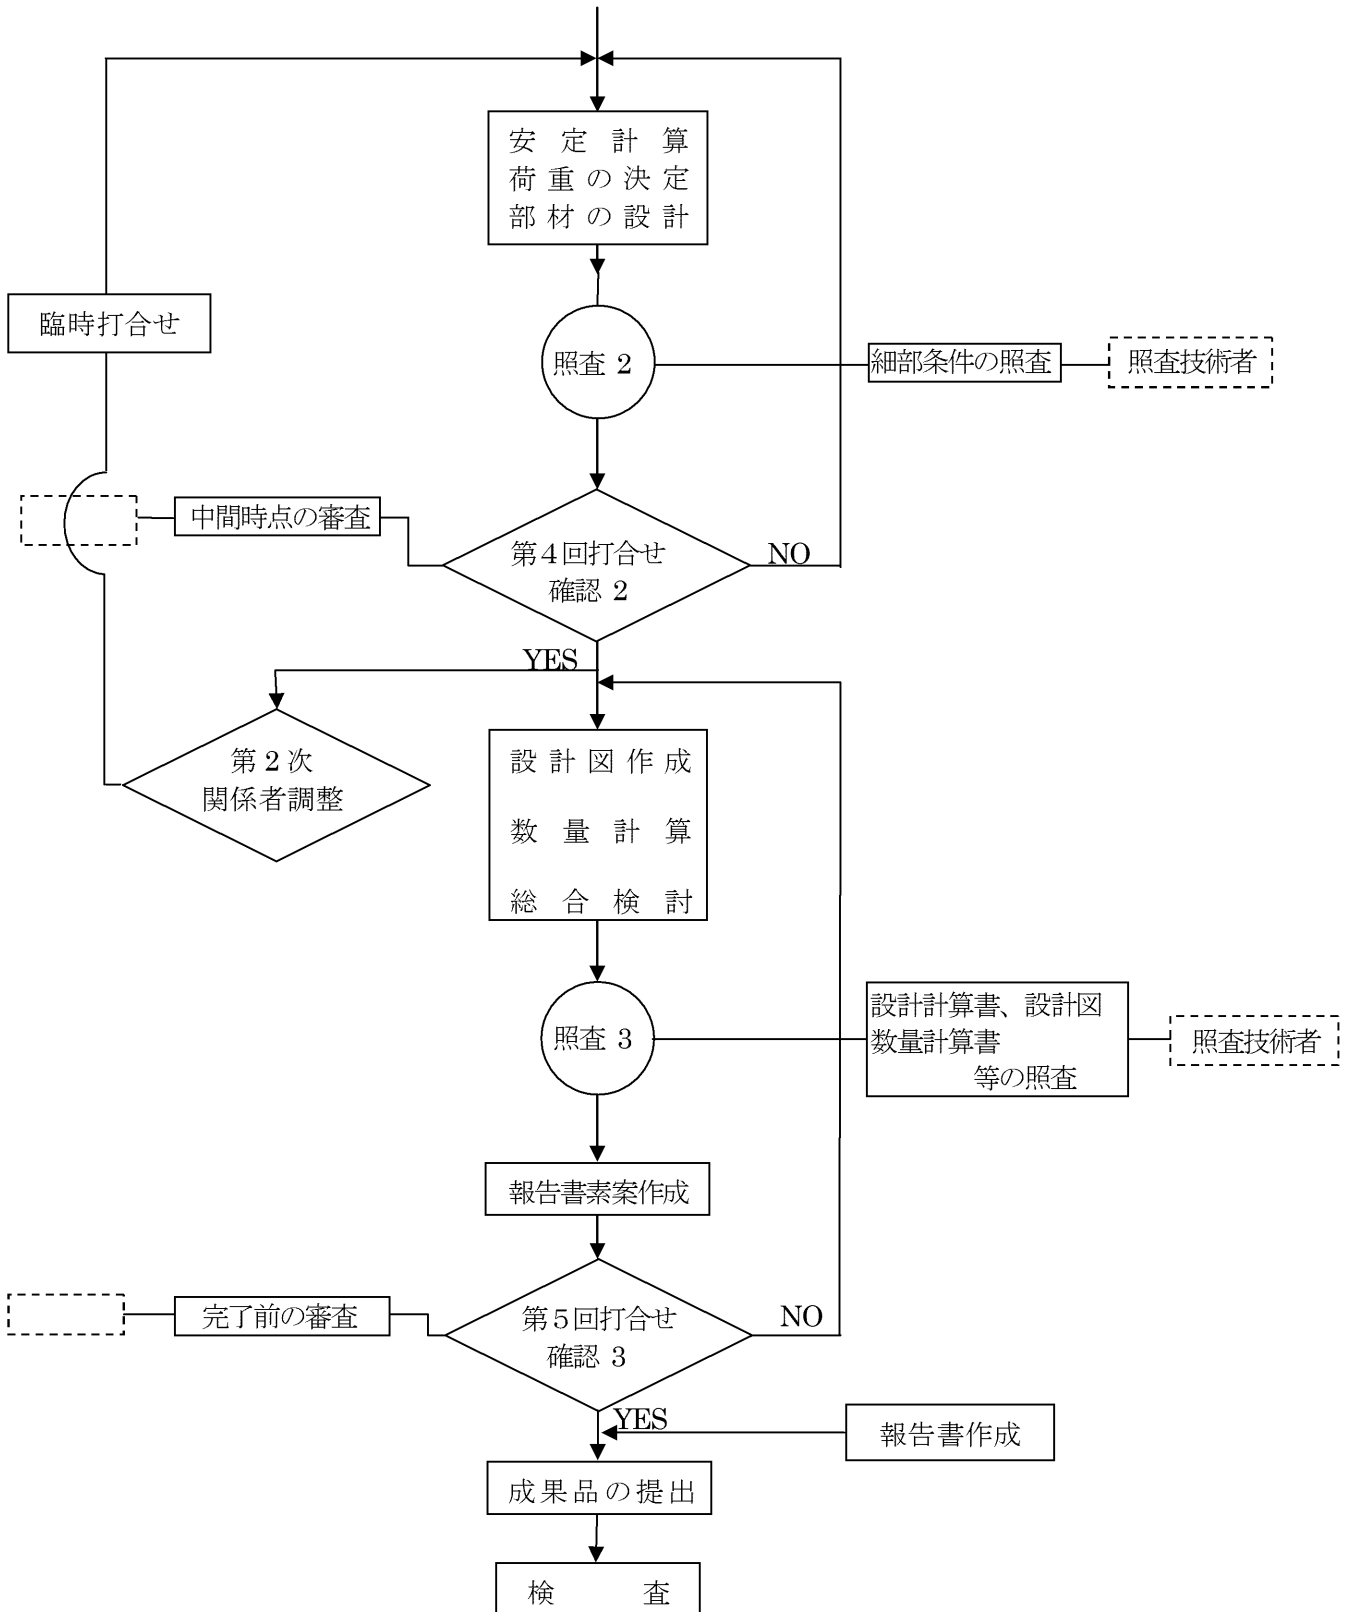 安定計算
荷重の決定
部材の設計
臨時打合せ
照査 2
細部条件の照査
照査技術者
中間時点の審査
第４回打合せ
確認 2
NO
YES
第 2 次
関係者調整
設計図作成
数量計算
総合検討
照査 3
設計計算書、設計図
数量計算書
等の照査
照査技術者
報告書素案作成
完了前の審査
第５回打合せ
確認 3
NO
YES
報告書作成
成果品の提出
検査